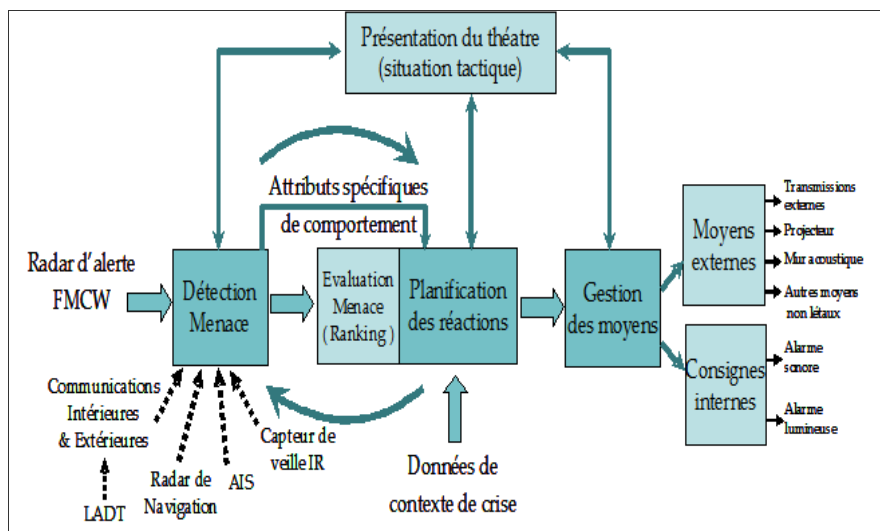 Présentation du théatre
(situation tactique)
Attributs spécifiques
de comportement
Radar d'alerte
FMCW
Détection
Menace
Evaluation
Menace
( Ranking )
Planification
des réactions
Gestion
des moyens
Moyens
externes
Transmissions
externes
Projecteur
Mur acoustique
Autres moyens
non létaux
Consignes
internes
Alarme
sonore
Alarme
lumineuse
Communications
Intérieures
& Extérieures
LADT
Radar de
Navigation
AIS
Capteur de
veille IR
Données de
contexte de crise